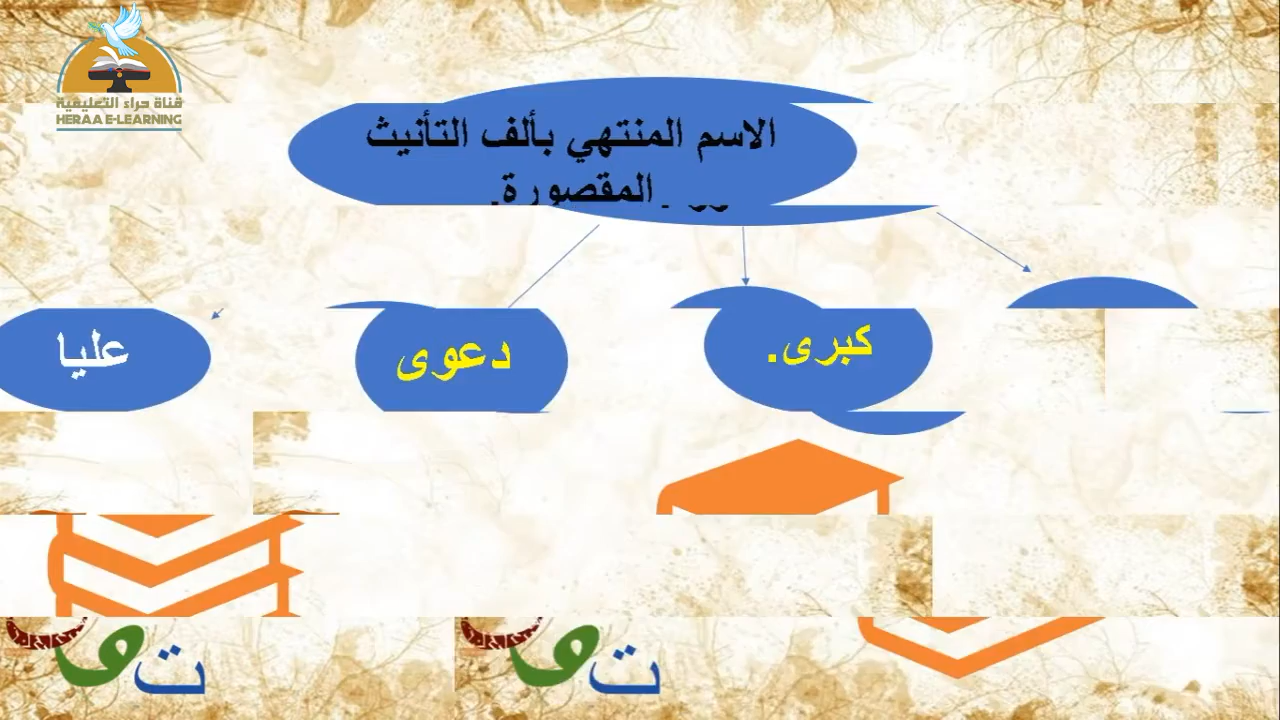 قناة حراء التعليمية
HERAA E-LEARNING
الاسم المنتهي بألف التأنيث
المقصورة.
كبرى.
دعوى
عليا
ت
ت